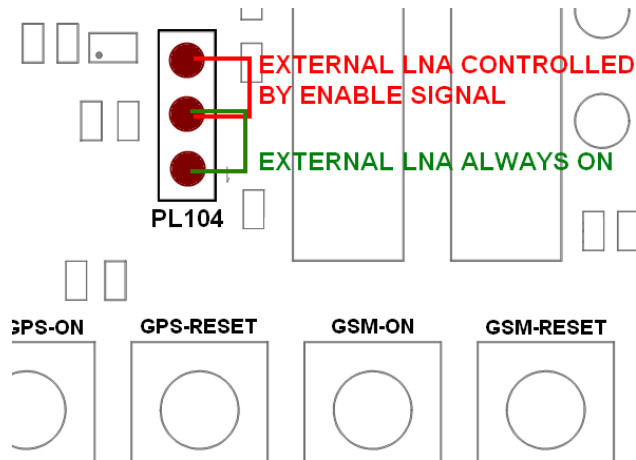 EXTERNAL LNA CONTROLLED
BY ENABLE SIGNAL
EXTERNAL LNA ALWAYS ON
PL104
GPS-ON
GPS-RESET
GSM-ON
GSM-RESET